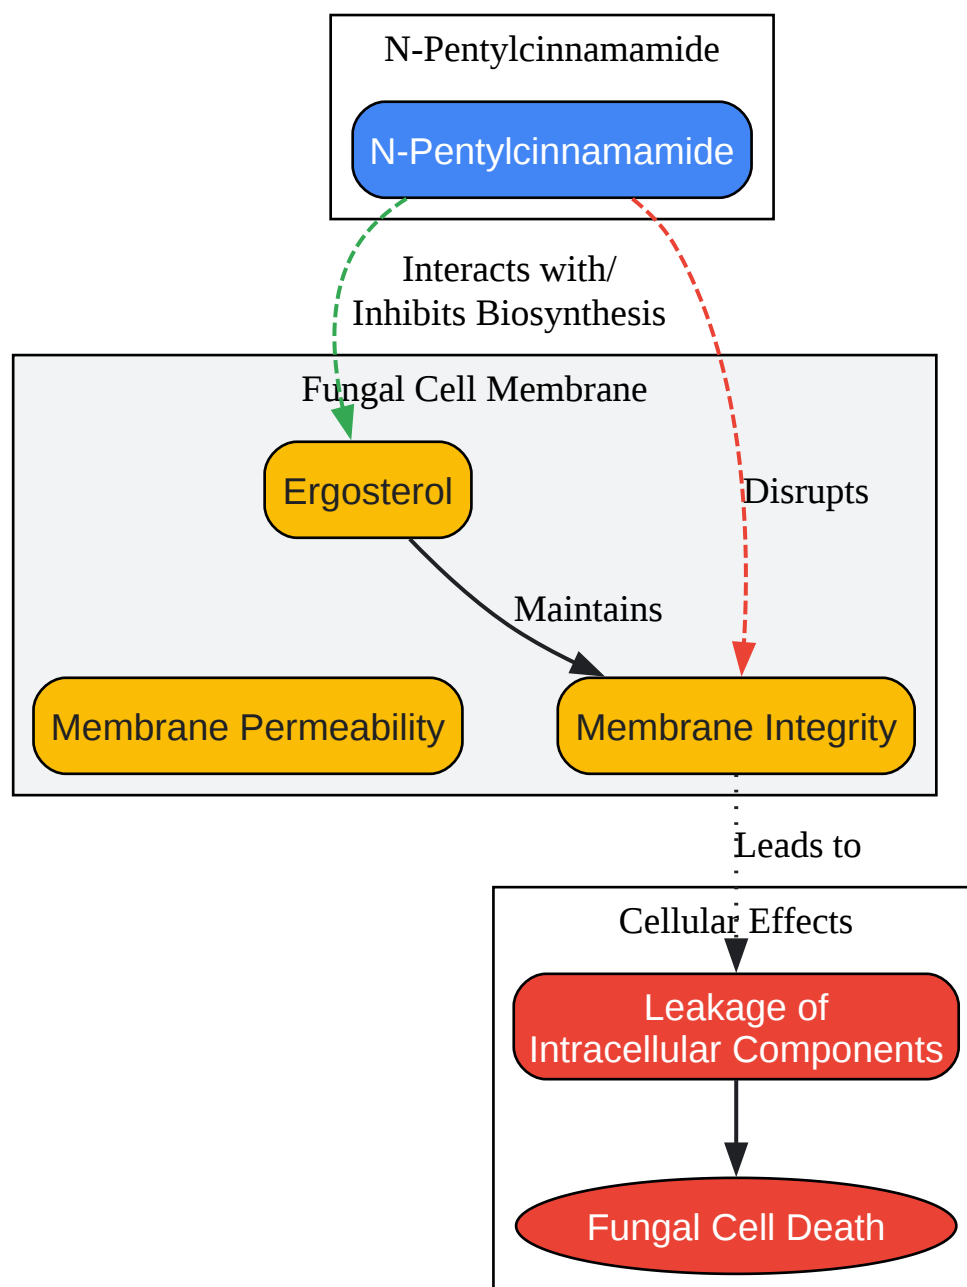 N-Pentylcinnamamide
N-Pentylcinnamamide
Interacts with/
Inhibits Biosynthesis
Fungal Cell Membrane
Ergosterol
Disrupts
Maintains
Membrane Permeability
Membrane Integrity
Leads to
Cellular Effects
Leakage of
Intracellular Components
Fungal Cell Death